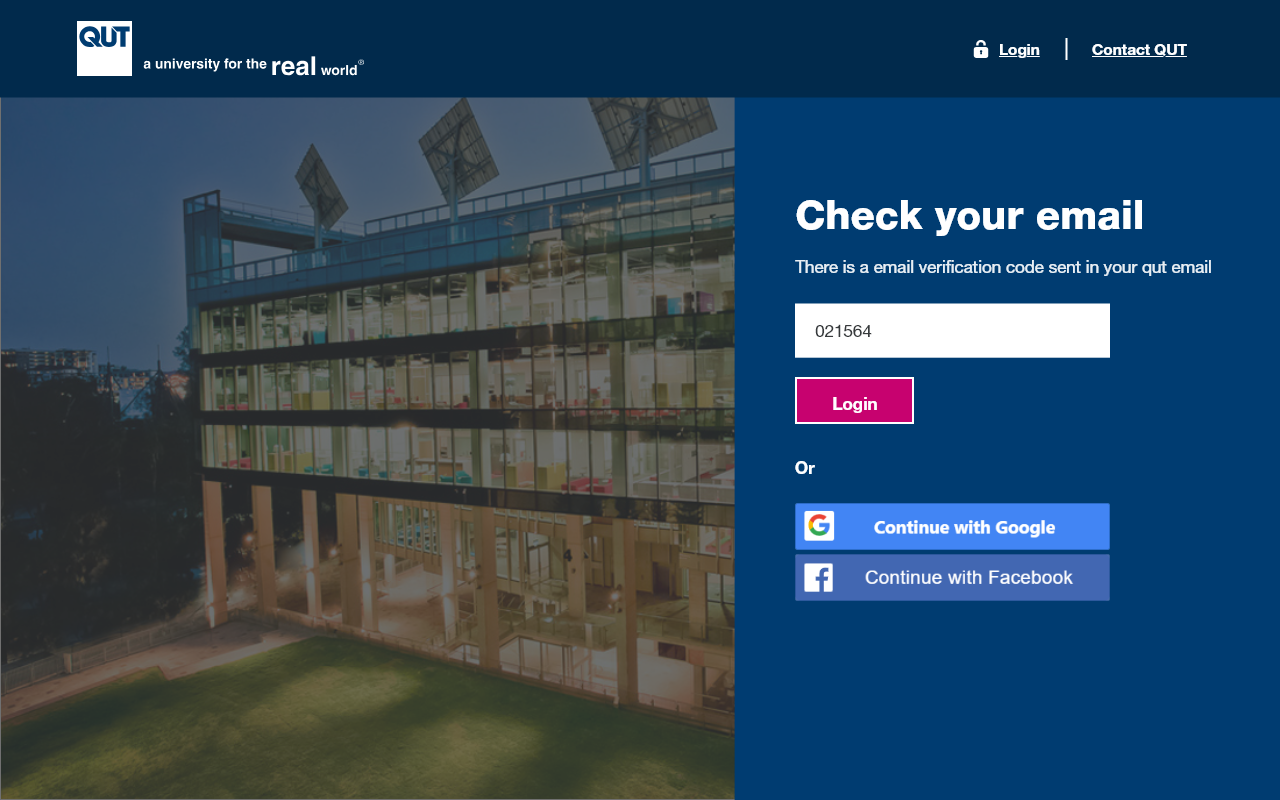 QUT
a university for the real world®
Login
Contact QUT
Check your email
There is a email verification code sent in your qut email
021564
Login
Or
Continue with Google
Continue with Facebook